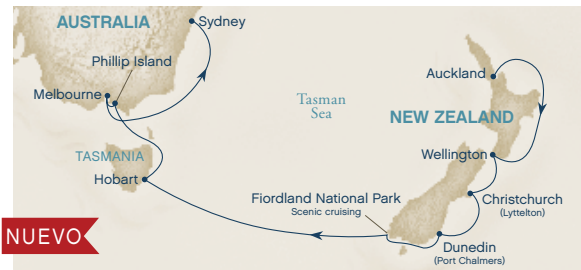 AUSTRALIA
Sydney
Phillip Island
Melbourne
TASMANIA
Hobart
Tasman
Sea
Auckland
NEW ZEALAND
Wellington
Fiordland National Park
Scenic cruising
Christchurch
(Lyttelton)
Dunedin
(Port Chalmers)
NUEVO